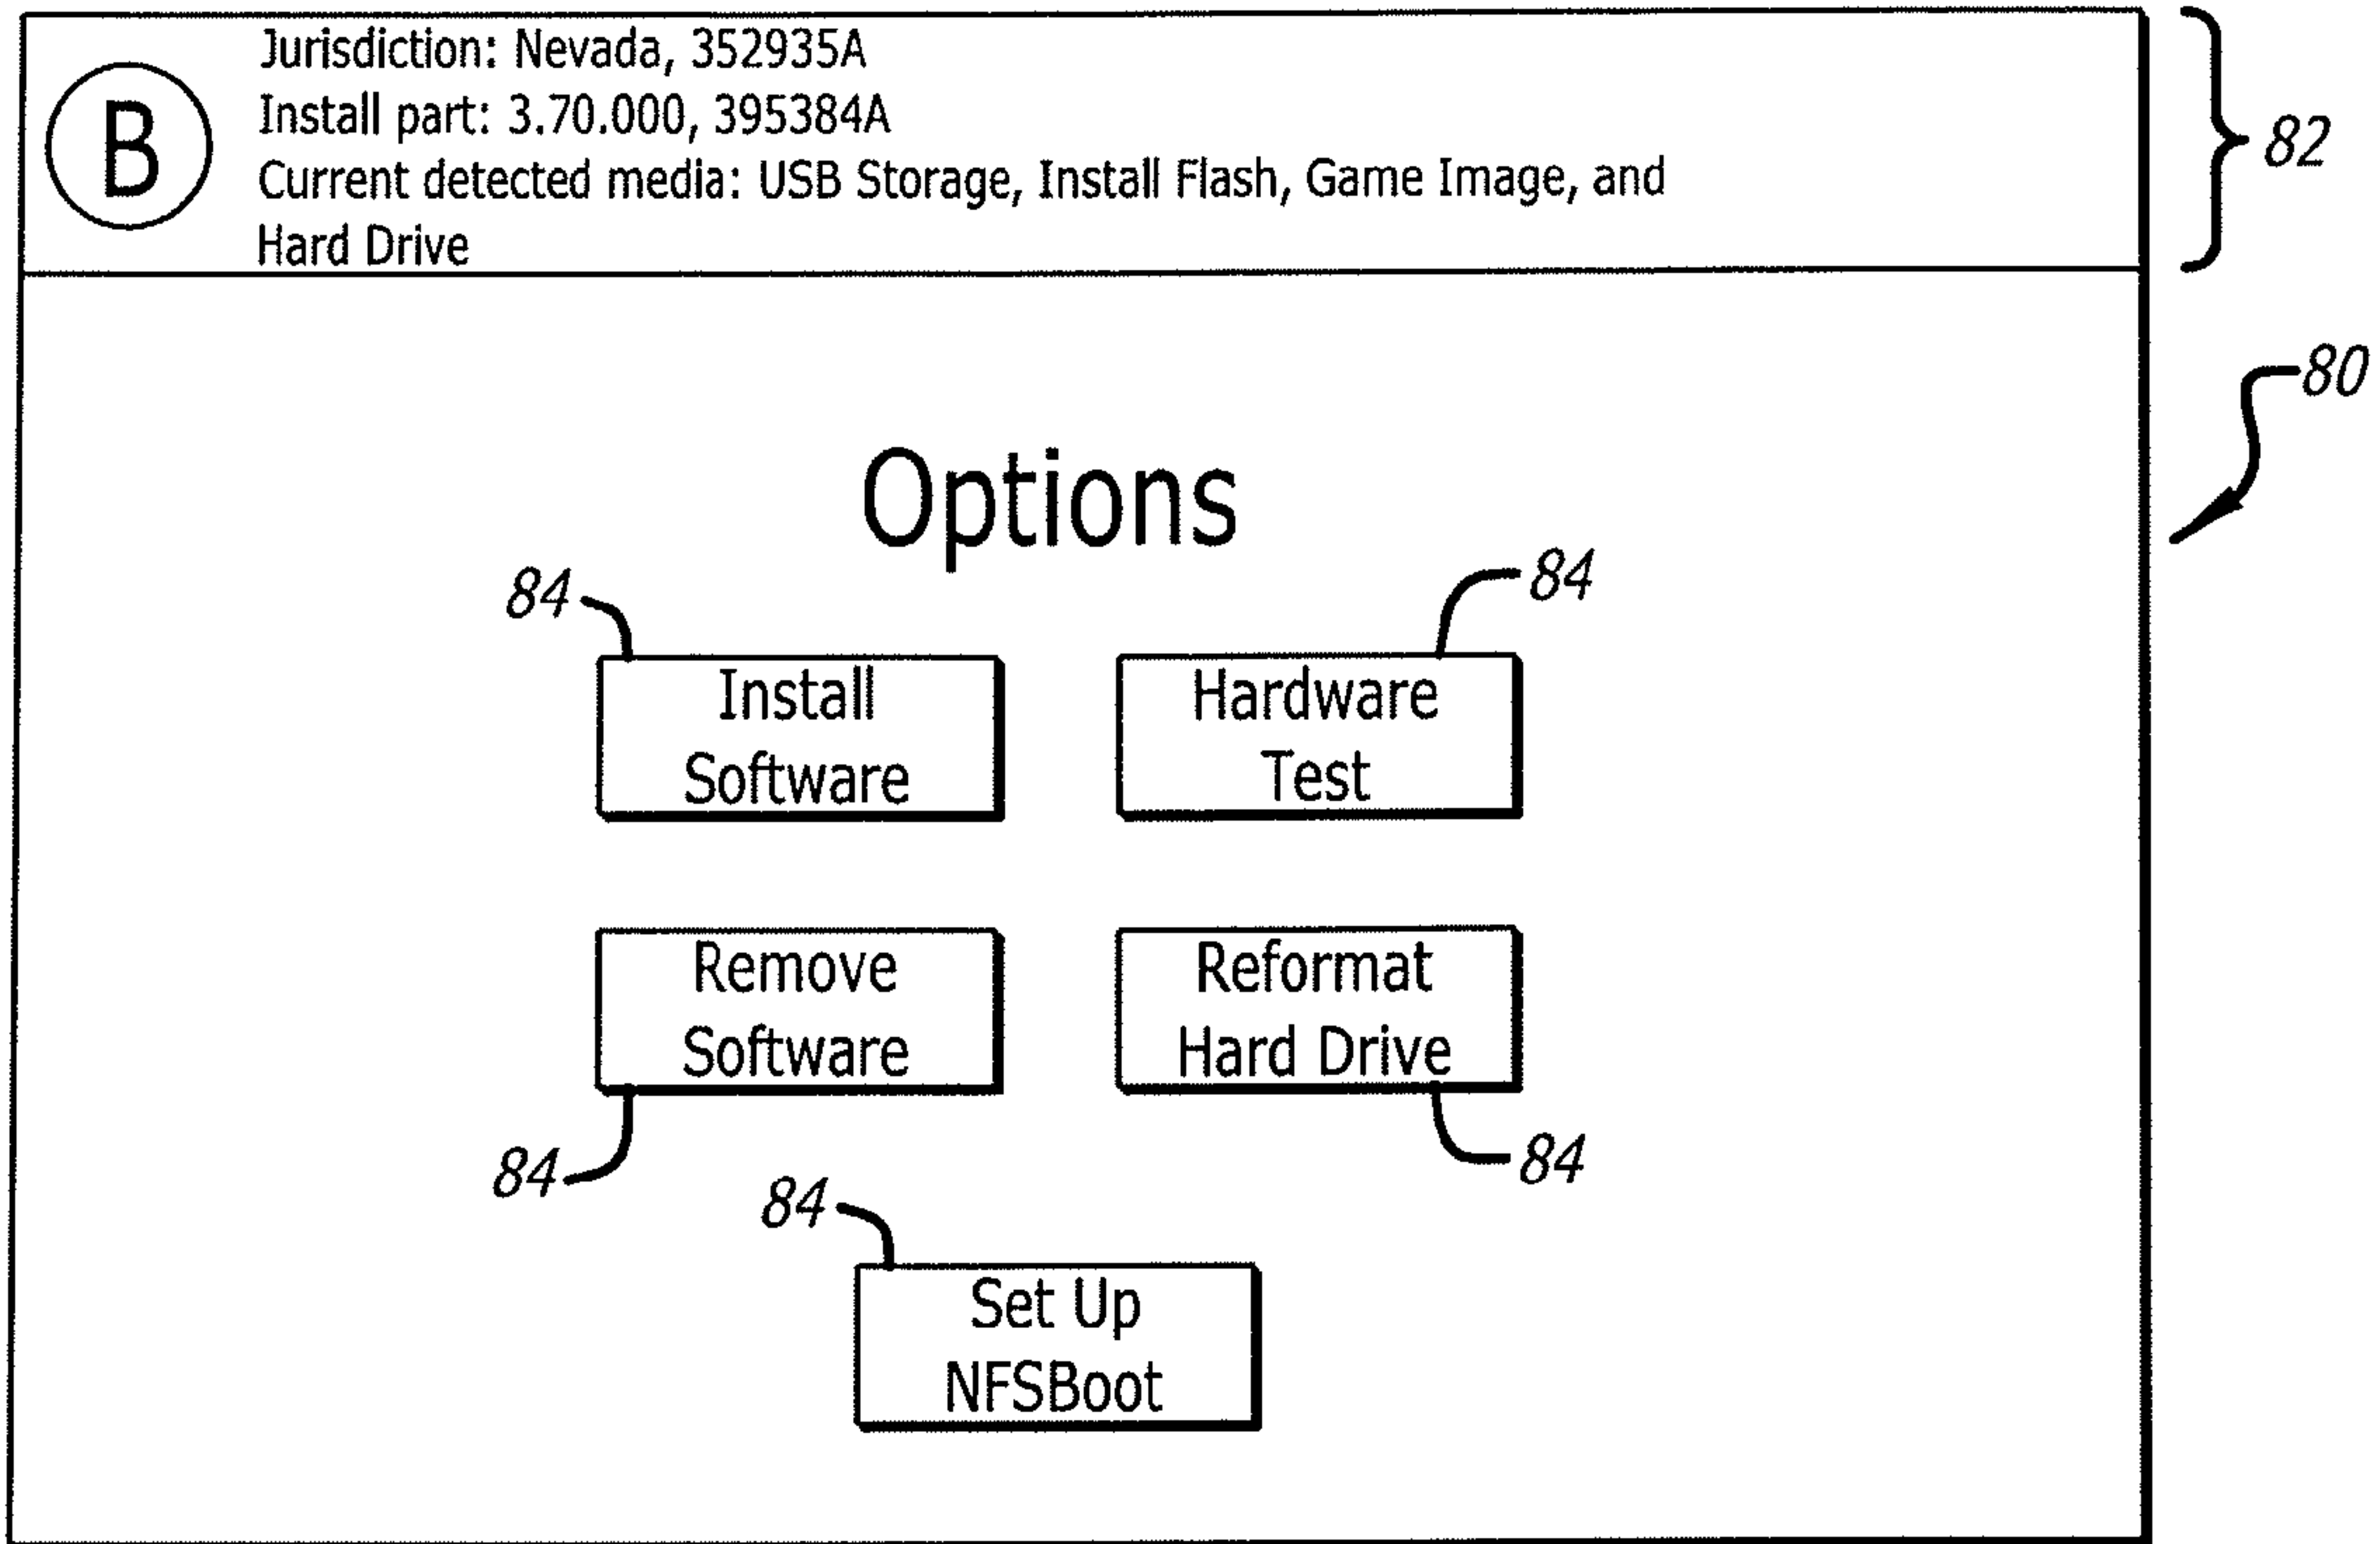 B
Jurisdiction: Nevada, 352935A
Install part: 3.70.000, 395384A
Current detected media: USB Storage, Install Flash, Game Image, and
Hard Drive
82
80
Options
84
84
Install
Software
Hardware
Test
Remove
Software
Reformat
Hard Drive
84
84
84
Set Up
NFSBoot